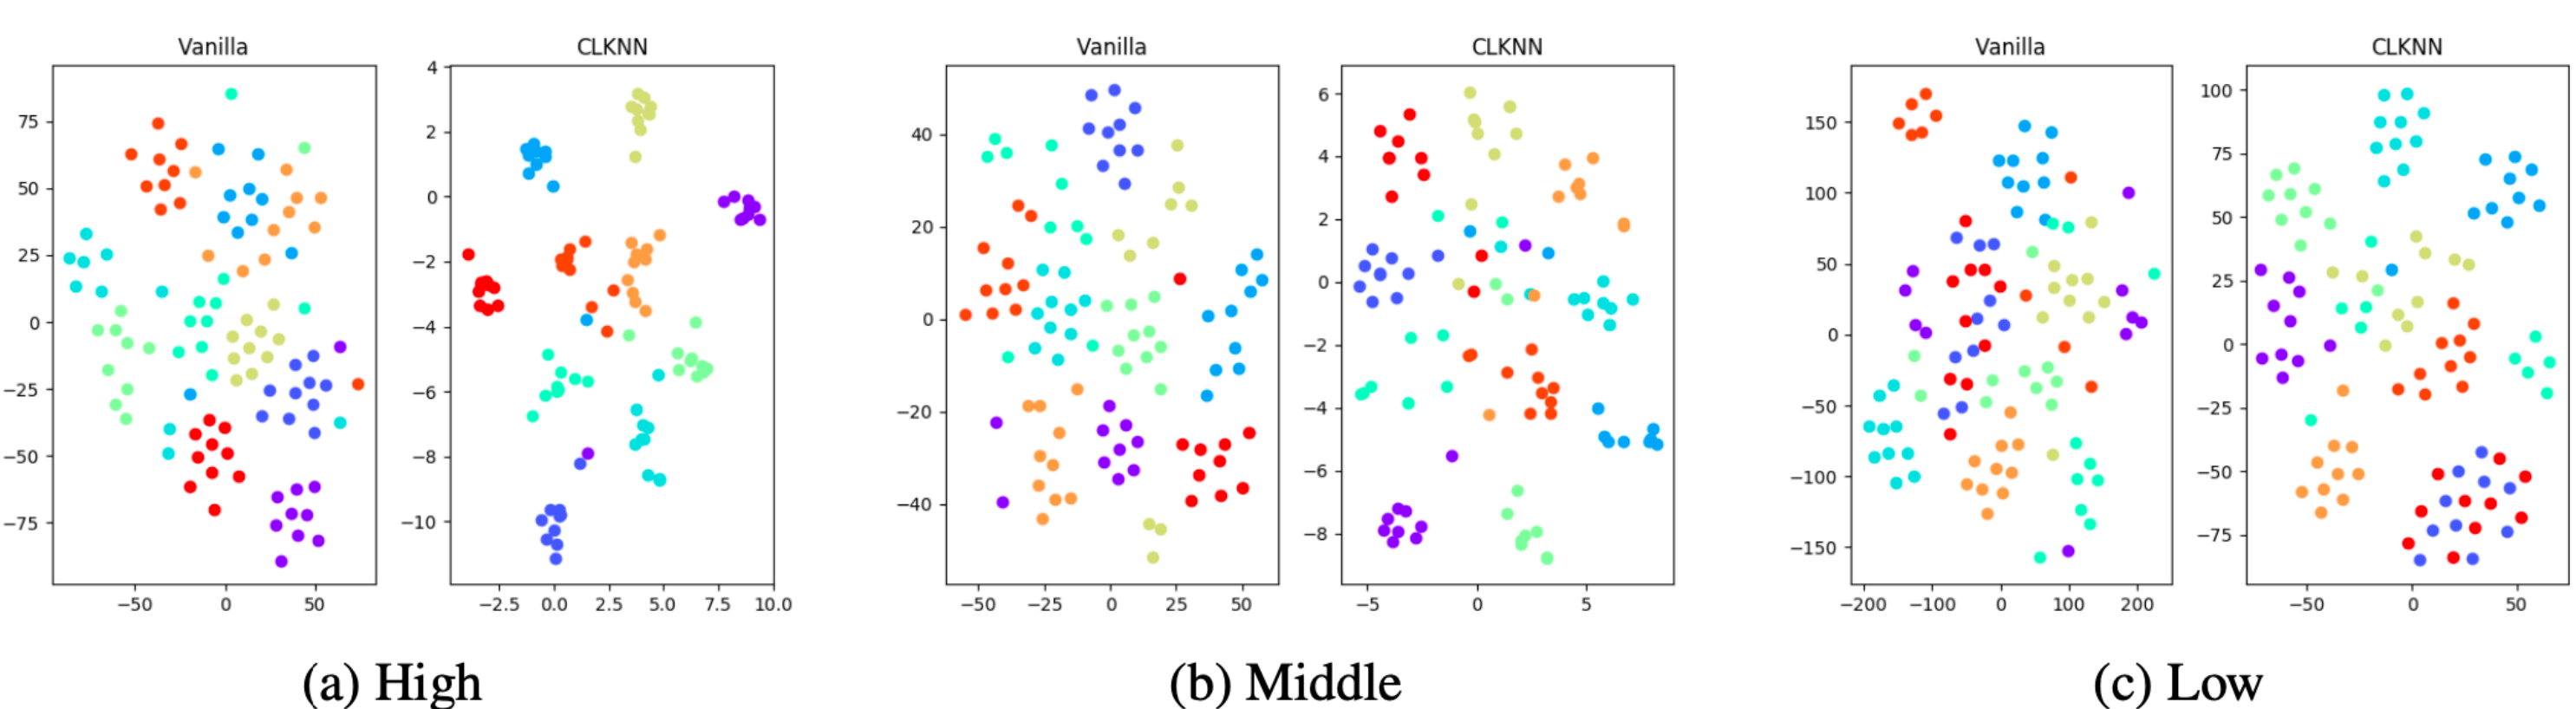 Vanilla
75
50
25
0
−25
−50
−75
−50 0 50
CLKNN
4
2
0
−2
−4
−6
−8
−10
−2.5 0.0 2.5 5.0 7.5 10.0
(a) High
Vanilla
40
20
0
−20
−40
−50 −25 0 25 50
CLKNN
6
4
2
0
−2
−4
−6
−8
−5 0 5
(b) Middle
Vanilla
150
100
50
0
−50
−100
−150
−200 −100 0 100 200
CLKNN
100
75
50
25
0
−25
−50
−75
−50 0 50
(c) Low